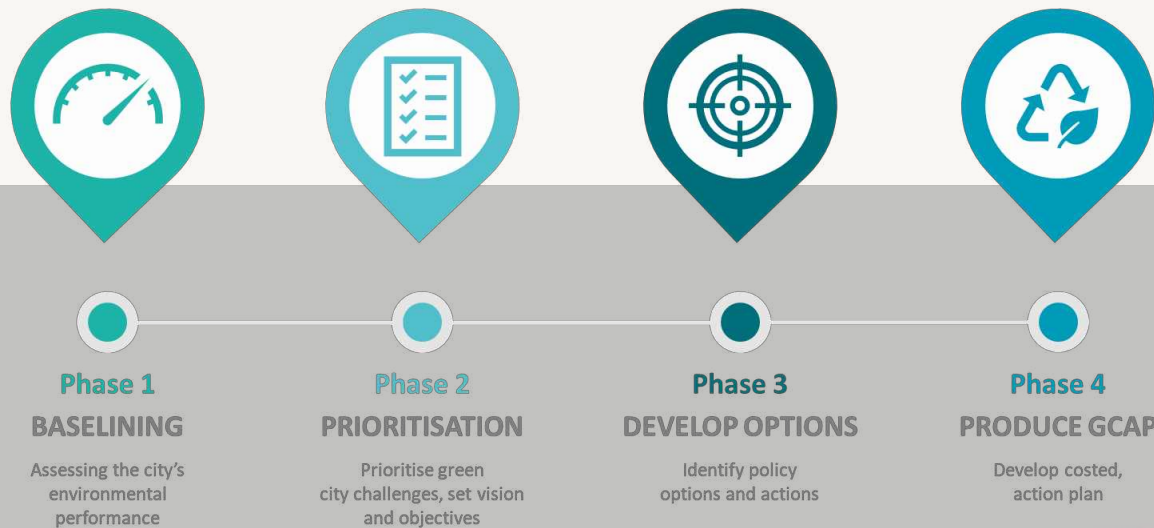 Phase 1
BASELINING
Assessing the city's
environmental
performance
Phase 2
PRIORITISATION
Prioritise green
city challenges, set vision
and objectives
Phase 3
DEVELOP OPTIONS
Identify policy
options and actions
Phase 4
PRODUCE GCAP
Develop costed,
action plan